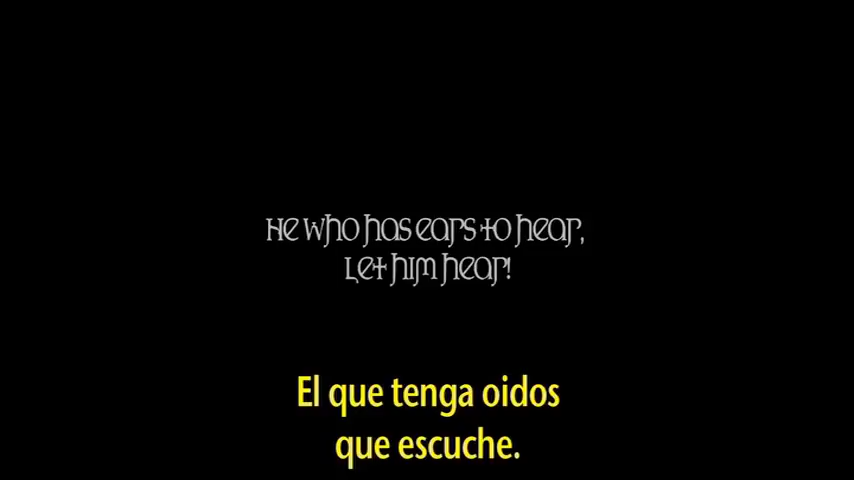 He who has ears to hear,
Let him hear!
El que tenga oidos
que escuche.